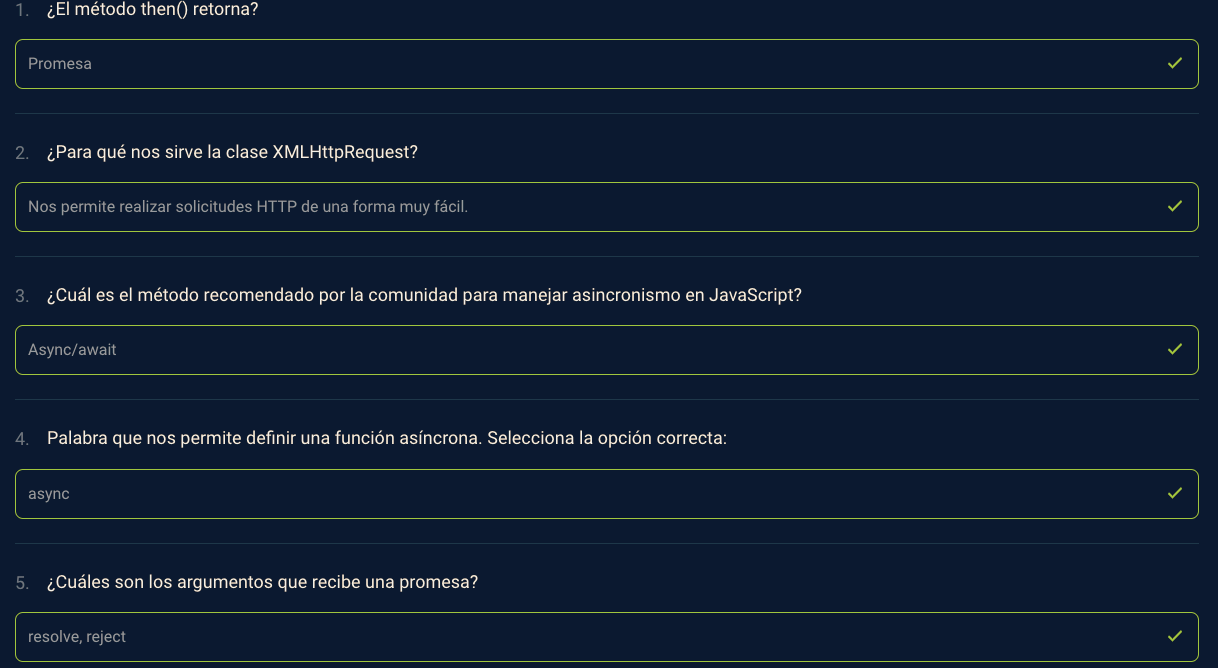 1. ¿El método then() retorna?
Promesa
2. ¿Para qué nos sirve la clase XMLHttpRequest?
Nos permite realizar solicitudes HTTP de una forma muy fácil.
3. ¿Cuál es el método recomendado por la comunidad para manejar asincronismo en JavaScript?
Async/await
4. Palabra que nos permite definir una función asíncrona. Selecciona la opción correcta:
async
5. ¿Cuáles son los argumentos que recibe una promesa?
resolve, reject